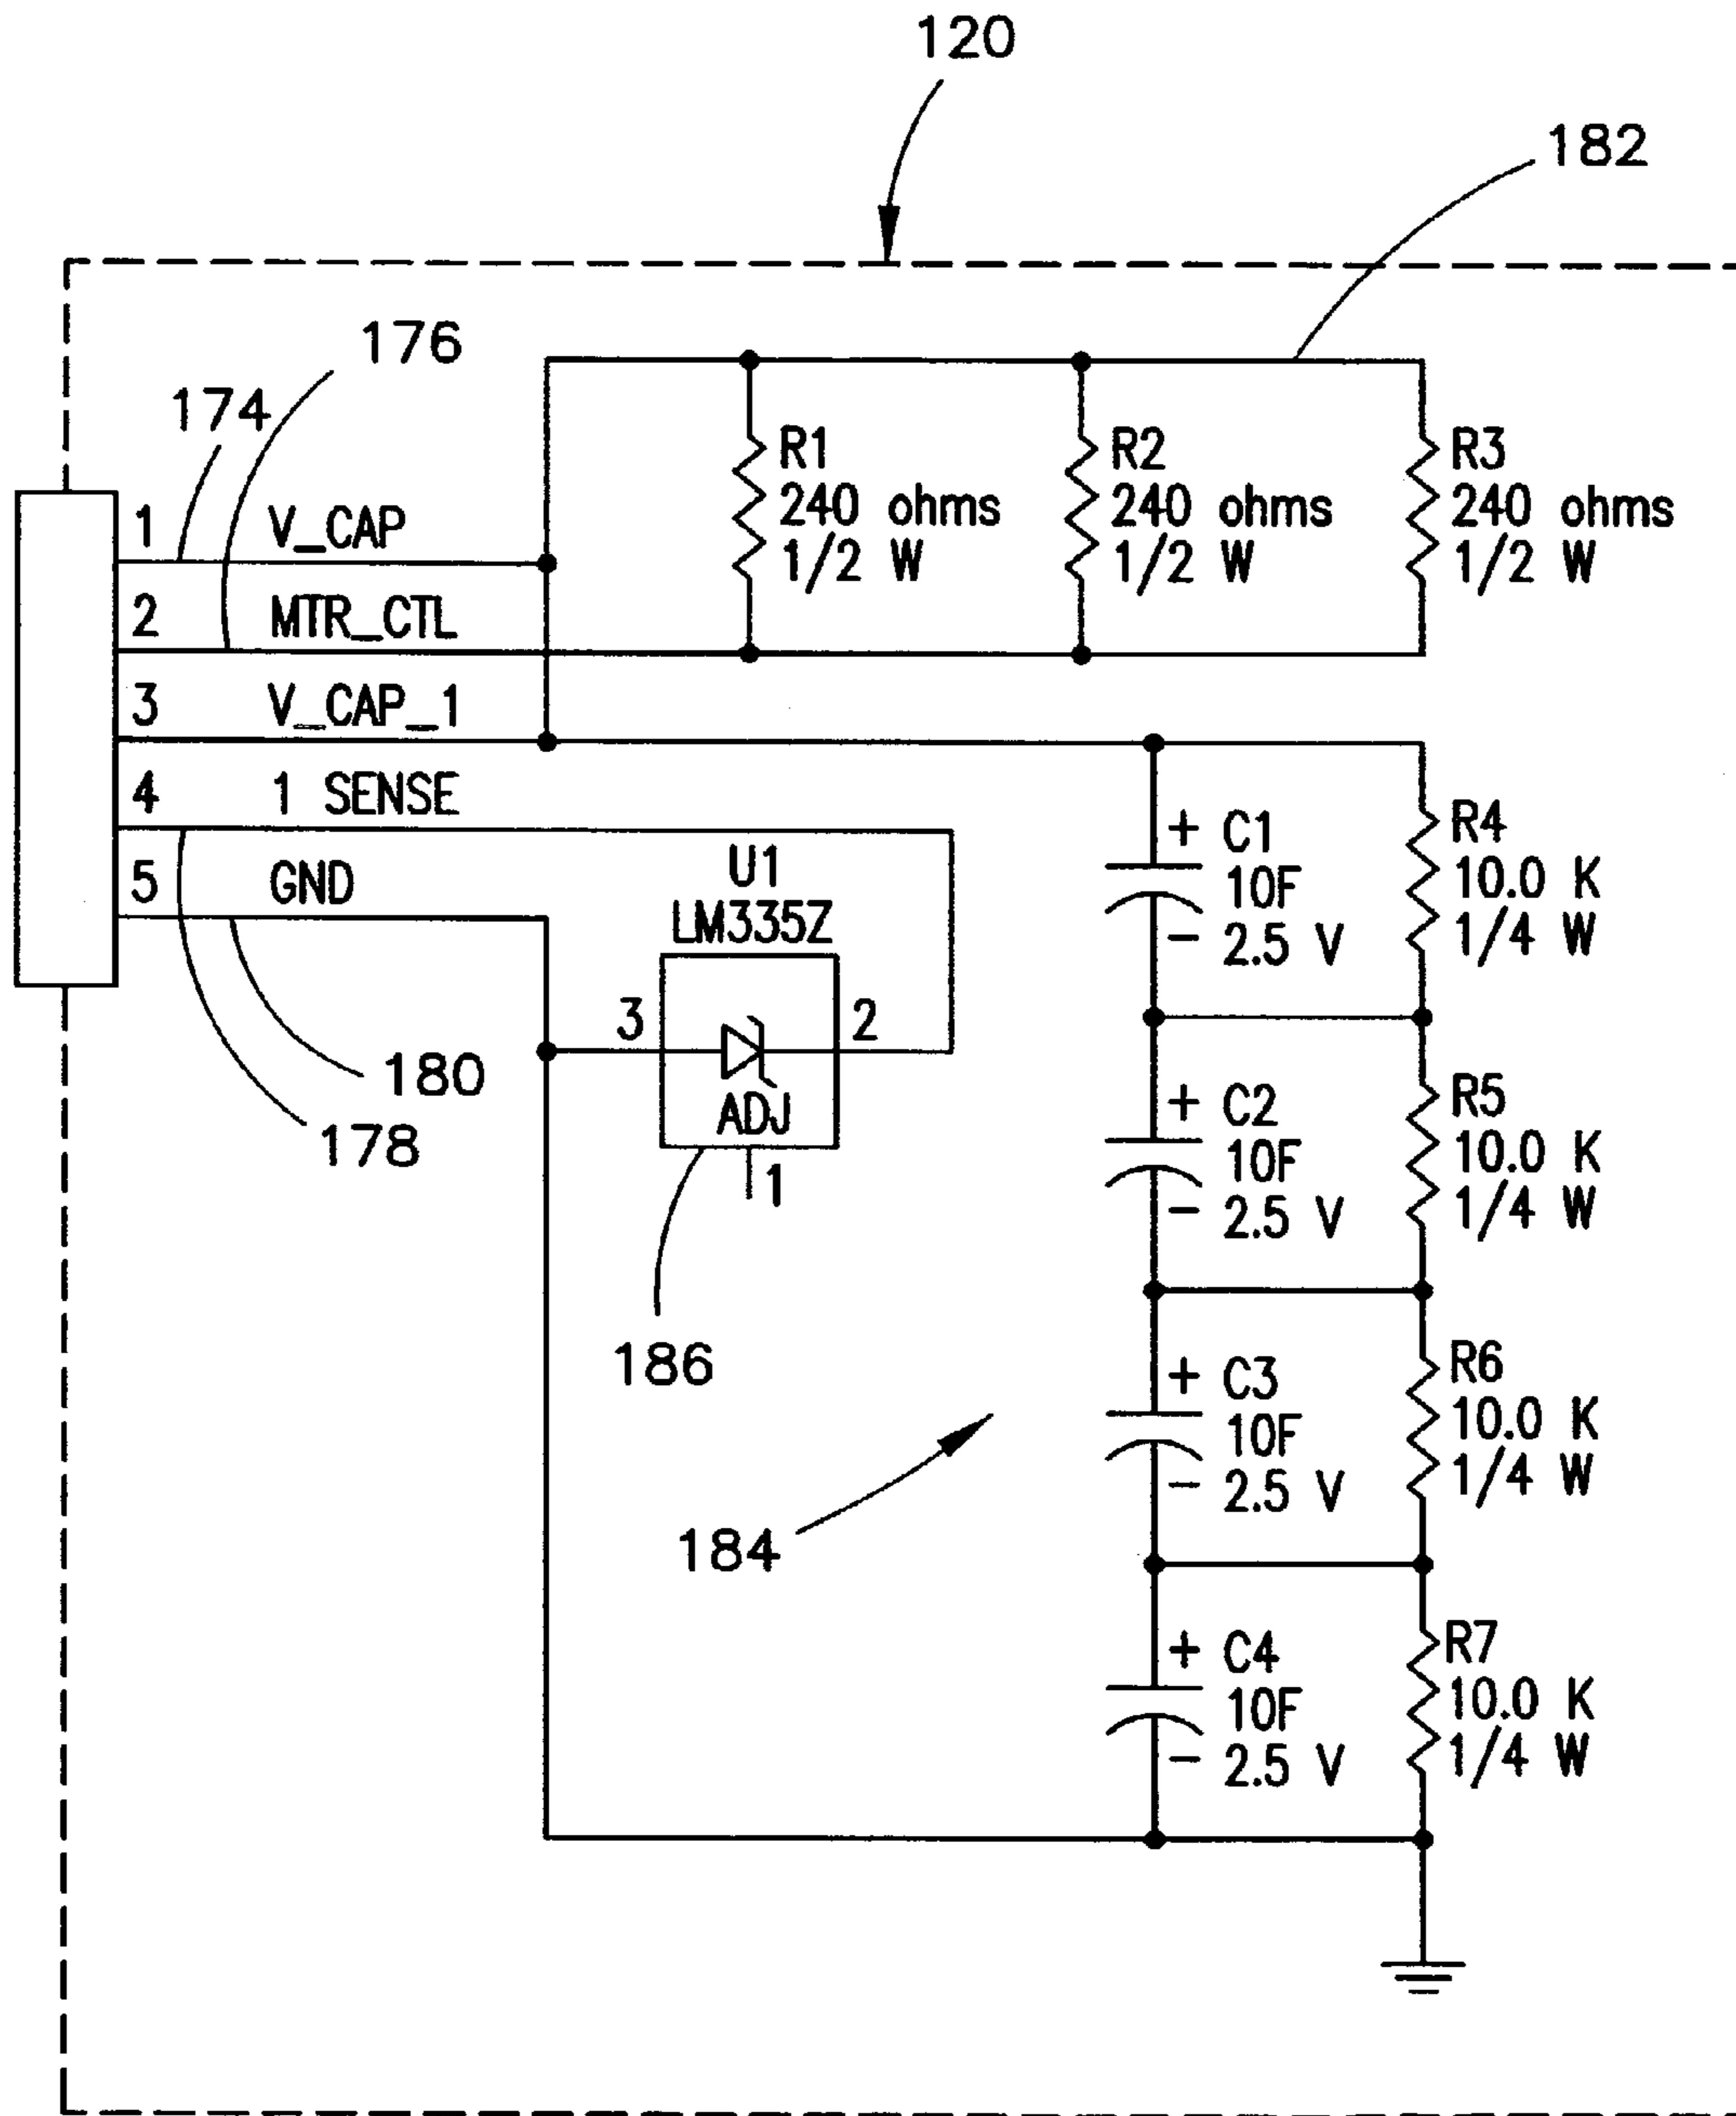 120
182
176
174
R1
240 ohms
1/2 W
R2
240 ohms
1/2 W
R3
240 ohms
1/2 W
1 V_CAP
2 MTR_CTL
3 V_CAP_1
4 1 SENSE
5 GND
U1
LM335Z
3
2
ADJ
1
180
178
186
184
+ C1
10F
- 2.5 V
R4
10.0 K
1/4 W
+ C2
10F
- 2.5 V
R5
10.0 K
1/4 W
+ C3
10F
- 2.5 V
R6
10.0 K
1/4 W
+ C4
10F
- 2.5 V
R7
10.0 K
1/4 W